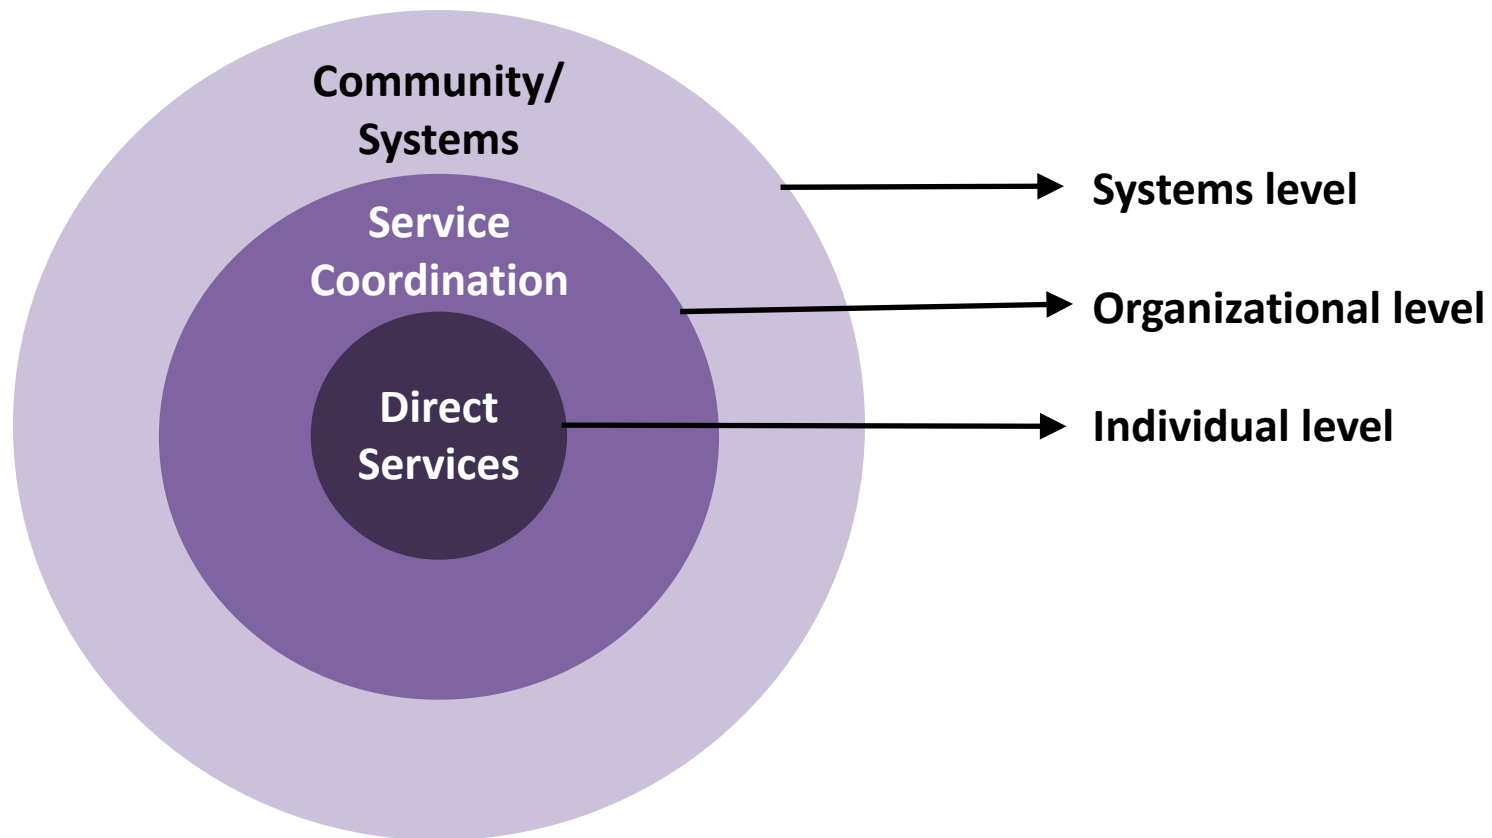 Community/
Systems
Service
Coordination
Direct
Services
Systems level
Organizational level
Individual level